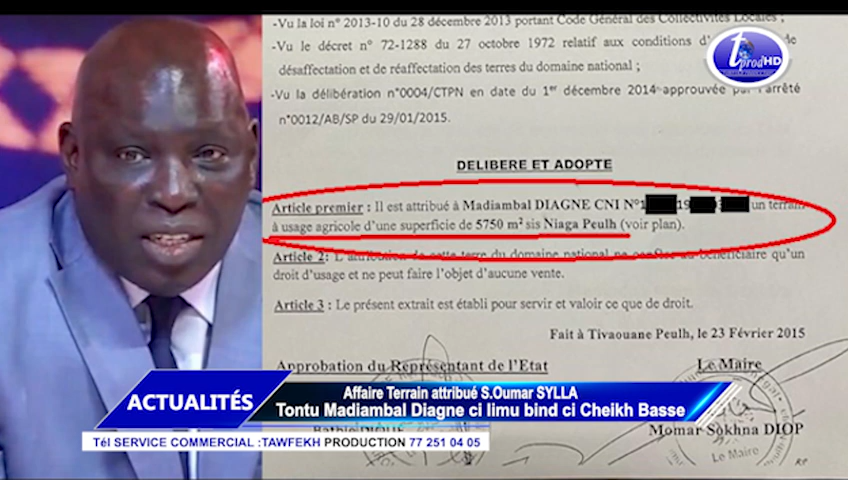 -Vu la loi n° 2013-10 du 28 décembre 2013 portant Code Général des Collectivités Locales ;
-Vu le décret n° 72-1288 du 27 octobre 1972 relatif aux conditions d' de
désaffectation et de réaffectation des terres du domaine national ;
-Vu la délibération n°0004/CTPN en date du 1er décembre 2014 approuvée par l'arrêté
n°0012/AB/SP du 29/01/2015.
tprod HD
DELIBERE ET ADOPTE
Article premier : Il est attribué à Madiambal DIAGNE CNI N°1 19 un terrain
à usage agricole d'une superficie de 5750 m² sis Niaga Peulh (voir plan).
Article 2: L'attribution de cette terre du domaine national ne confère au bénéficiaire qu'un
droit d'usage et ne peut faire l'objet d'aucune vente.
Article 3 : Le présent extrait est établi pour servir et valoir ce que de droit.
Fait à Tivaouane Peulh, le 23 Février 2015
Approbation du Représentant de l'Etat
Le Maire
ACTUALITÉS
Affaire Terrain attribué S.Oumar SYLLA
Tontu Madiambal Diagne ci limu bind ci Cheikh Basse
Momar Sokhna DIOP
Le Maire
Tél SERVICE COMMERCIAL :TAWFEKH PRODUCTION 77 251 04 05